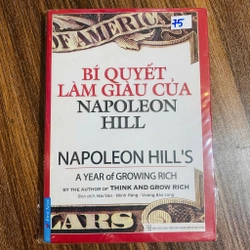 OF AMERICA
75
BÍ QUYẾT
LÀM GIÀU CỦA
NAPOLEON
HILL
NAPOLEON HILL'S
A YEAR of GROWING RICH
BY THE AUTHOR OF THINK AND GROW RICH
LARS